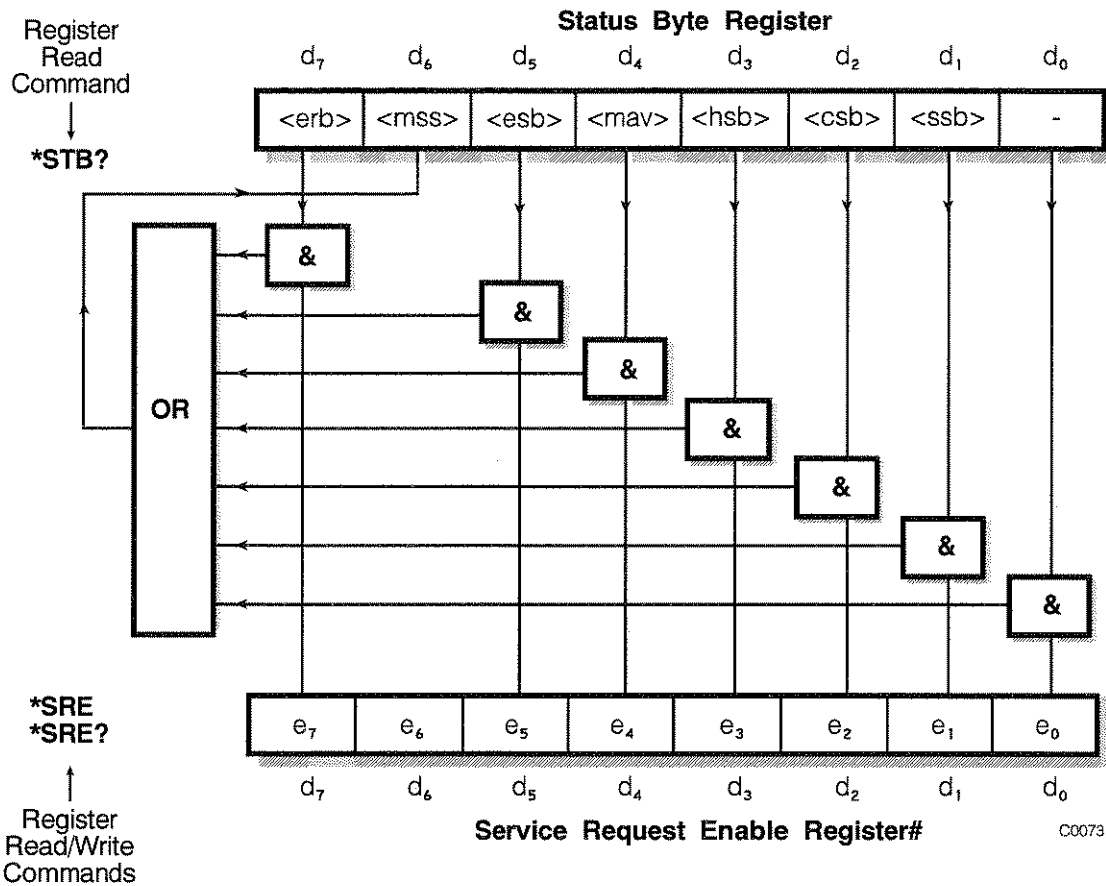 Status Byte Register
Register
Read
Command
*STB?
d₇ d₆ d₅ d₄ d₃ d₂ d₁ d₀
<erb> <mss> <esb> <mav> <hsb> <csb> <ssb> -
&
&
&
OR
&
&
&
&
*SRE
*SRE?
e₇ e₆ e₅ e₄ e₃ e₂ e₁ e₀
d₇ d₆ d₅ d₄ d₃ d₂ d₁ d₀
Register
Read/Write
Commands
Service Request Enable Register#
C0073